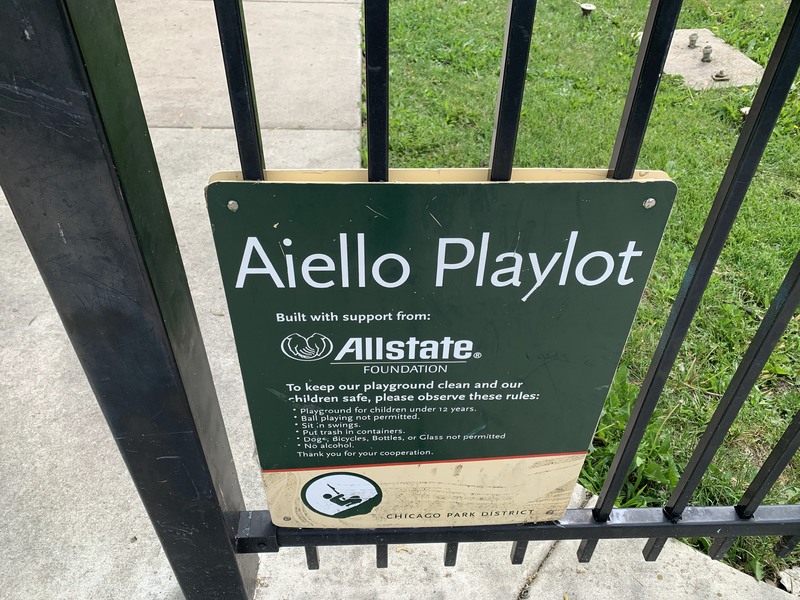 Aiello Playlot
Built with support from:
Allstate®
FOUNDATION
To keep our playground clean and our
children safe, please observe these rules:
• Playground for children under 12 years.
• Ball playing not permitted.
• Sit in swings.
• Put trash in containers.
• Dogs, Bicycles, Bottles, or Glass not permitted
• No alcohol.
Thank you for your cooperation.
CHICAGO PARK DISTRICT